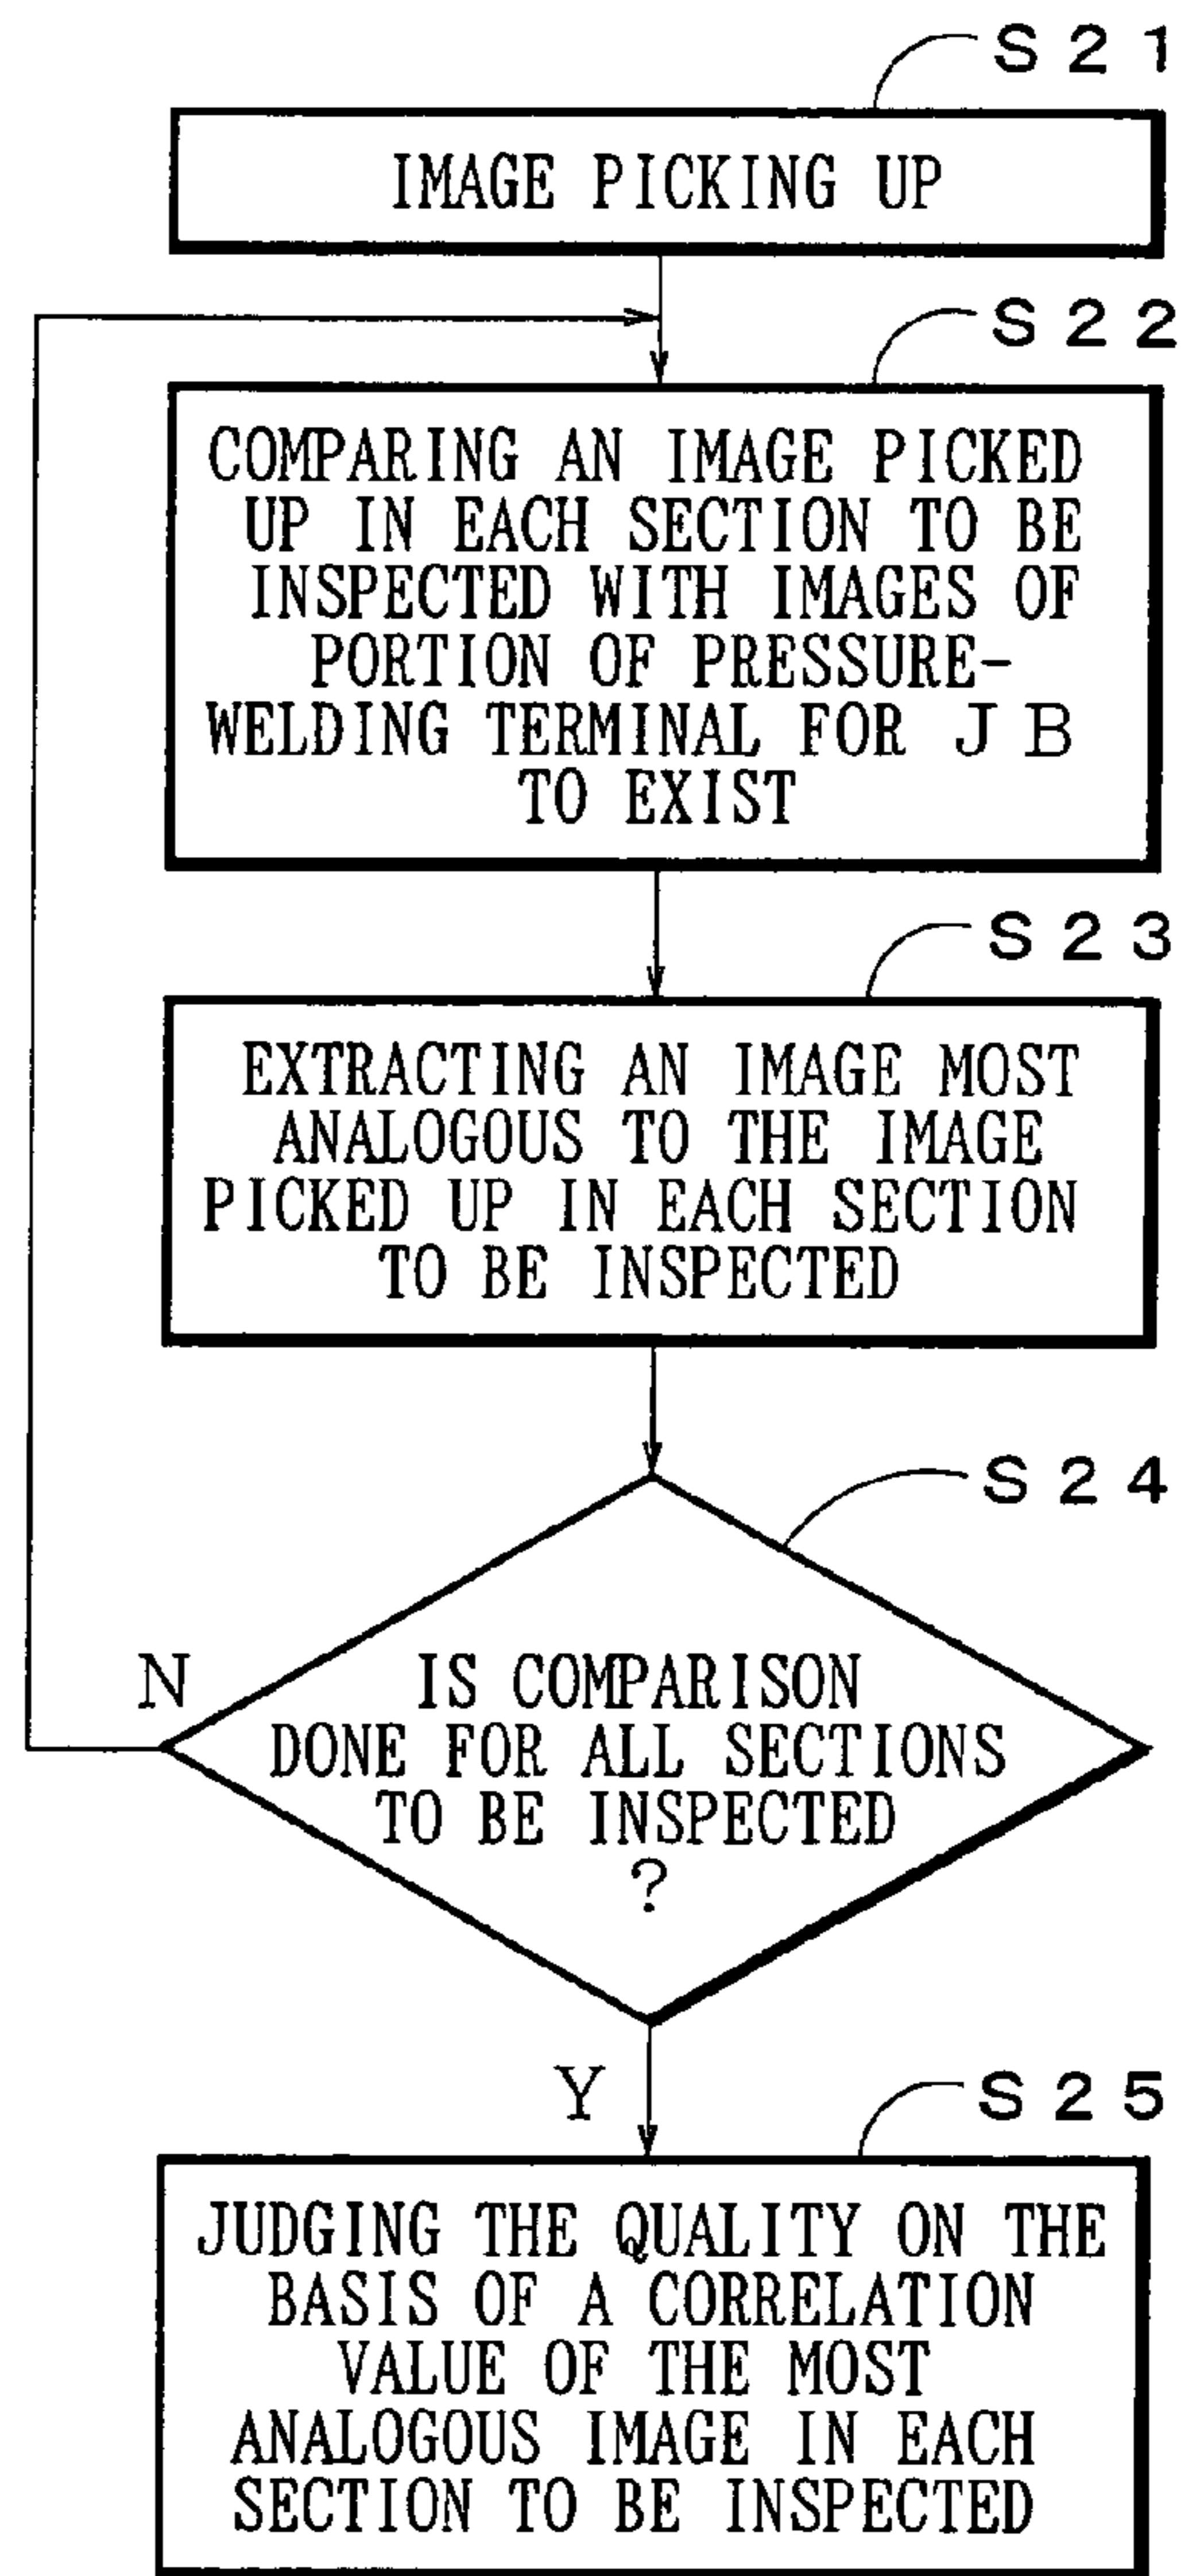 S21
IMAGE PICKING UP
S22
COMPARING AN IMAGE PICKED
UP IN EACH SECTION TO BE
INSPECTED WITH IMAGES OF
PORTION OF PRESSURE-
WELDING TERMINAL FOR JB
TO EXIST
S23
EXTRACTING AN IMAGE MOST
ANALOGOUS TO THE IMAGE
PICKED UP IN EACH SECTION
TO BE INSPECTED
S24
N
IS COMPARISON
DONE FOR ALL SECTIONS
TO BE INSPECTED
?
Y
S25
JUDGING THE QUALITY ON THE
BASIS OF A CORRELATION
VALUE OF THE MOST
ANALOGOUS IMAGE IN EACH
SECTION TO BE INSPECTED